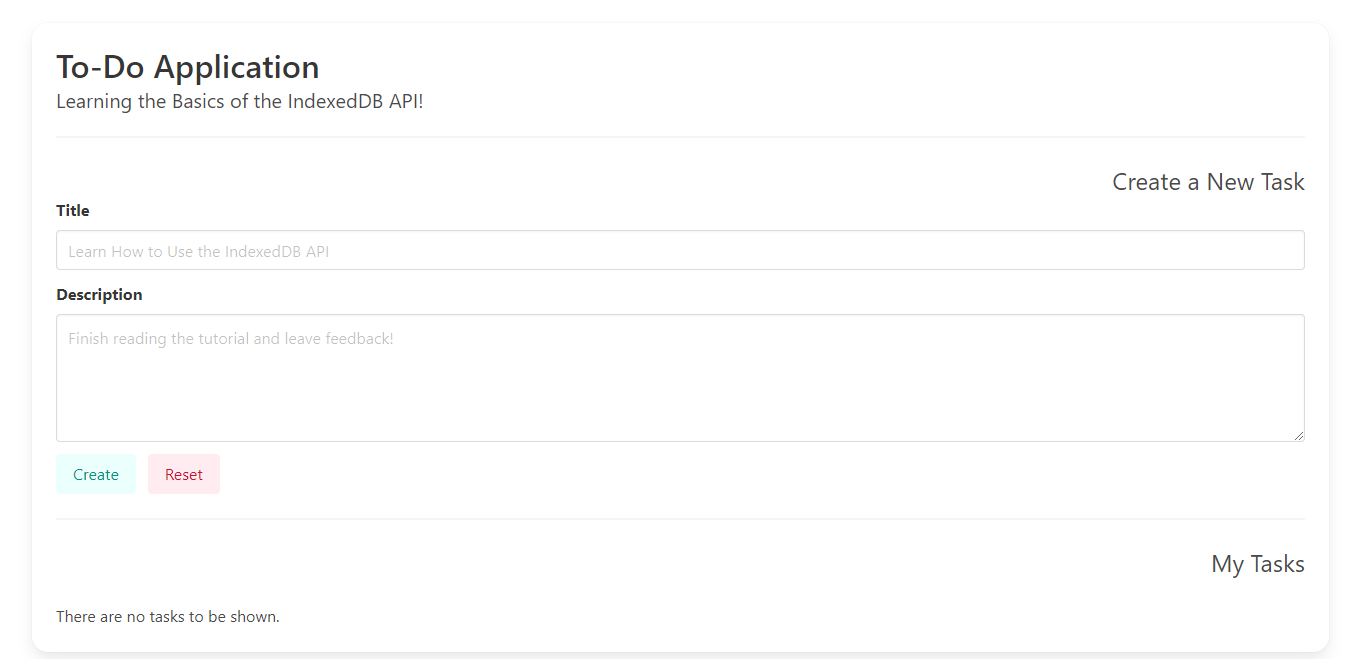 To-Do Application
Learning the Basics of the IndexedDB API!
Create a New Task
Title
Learn How to Use the IndexedDB API
Description
Finish reading the tutorial and leave feedback!
Create Reset
My Tasks
There are no tasks to be shown.